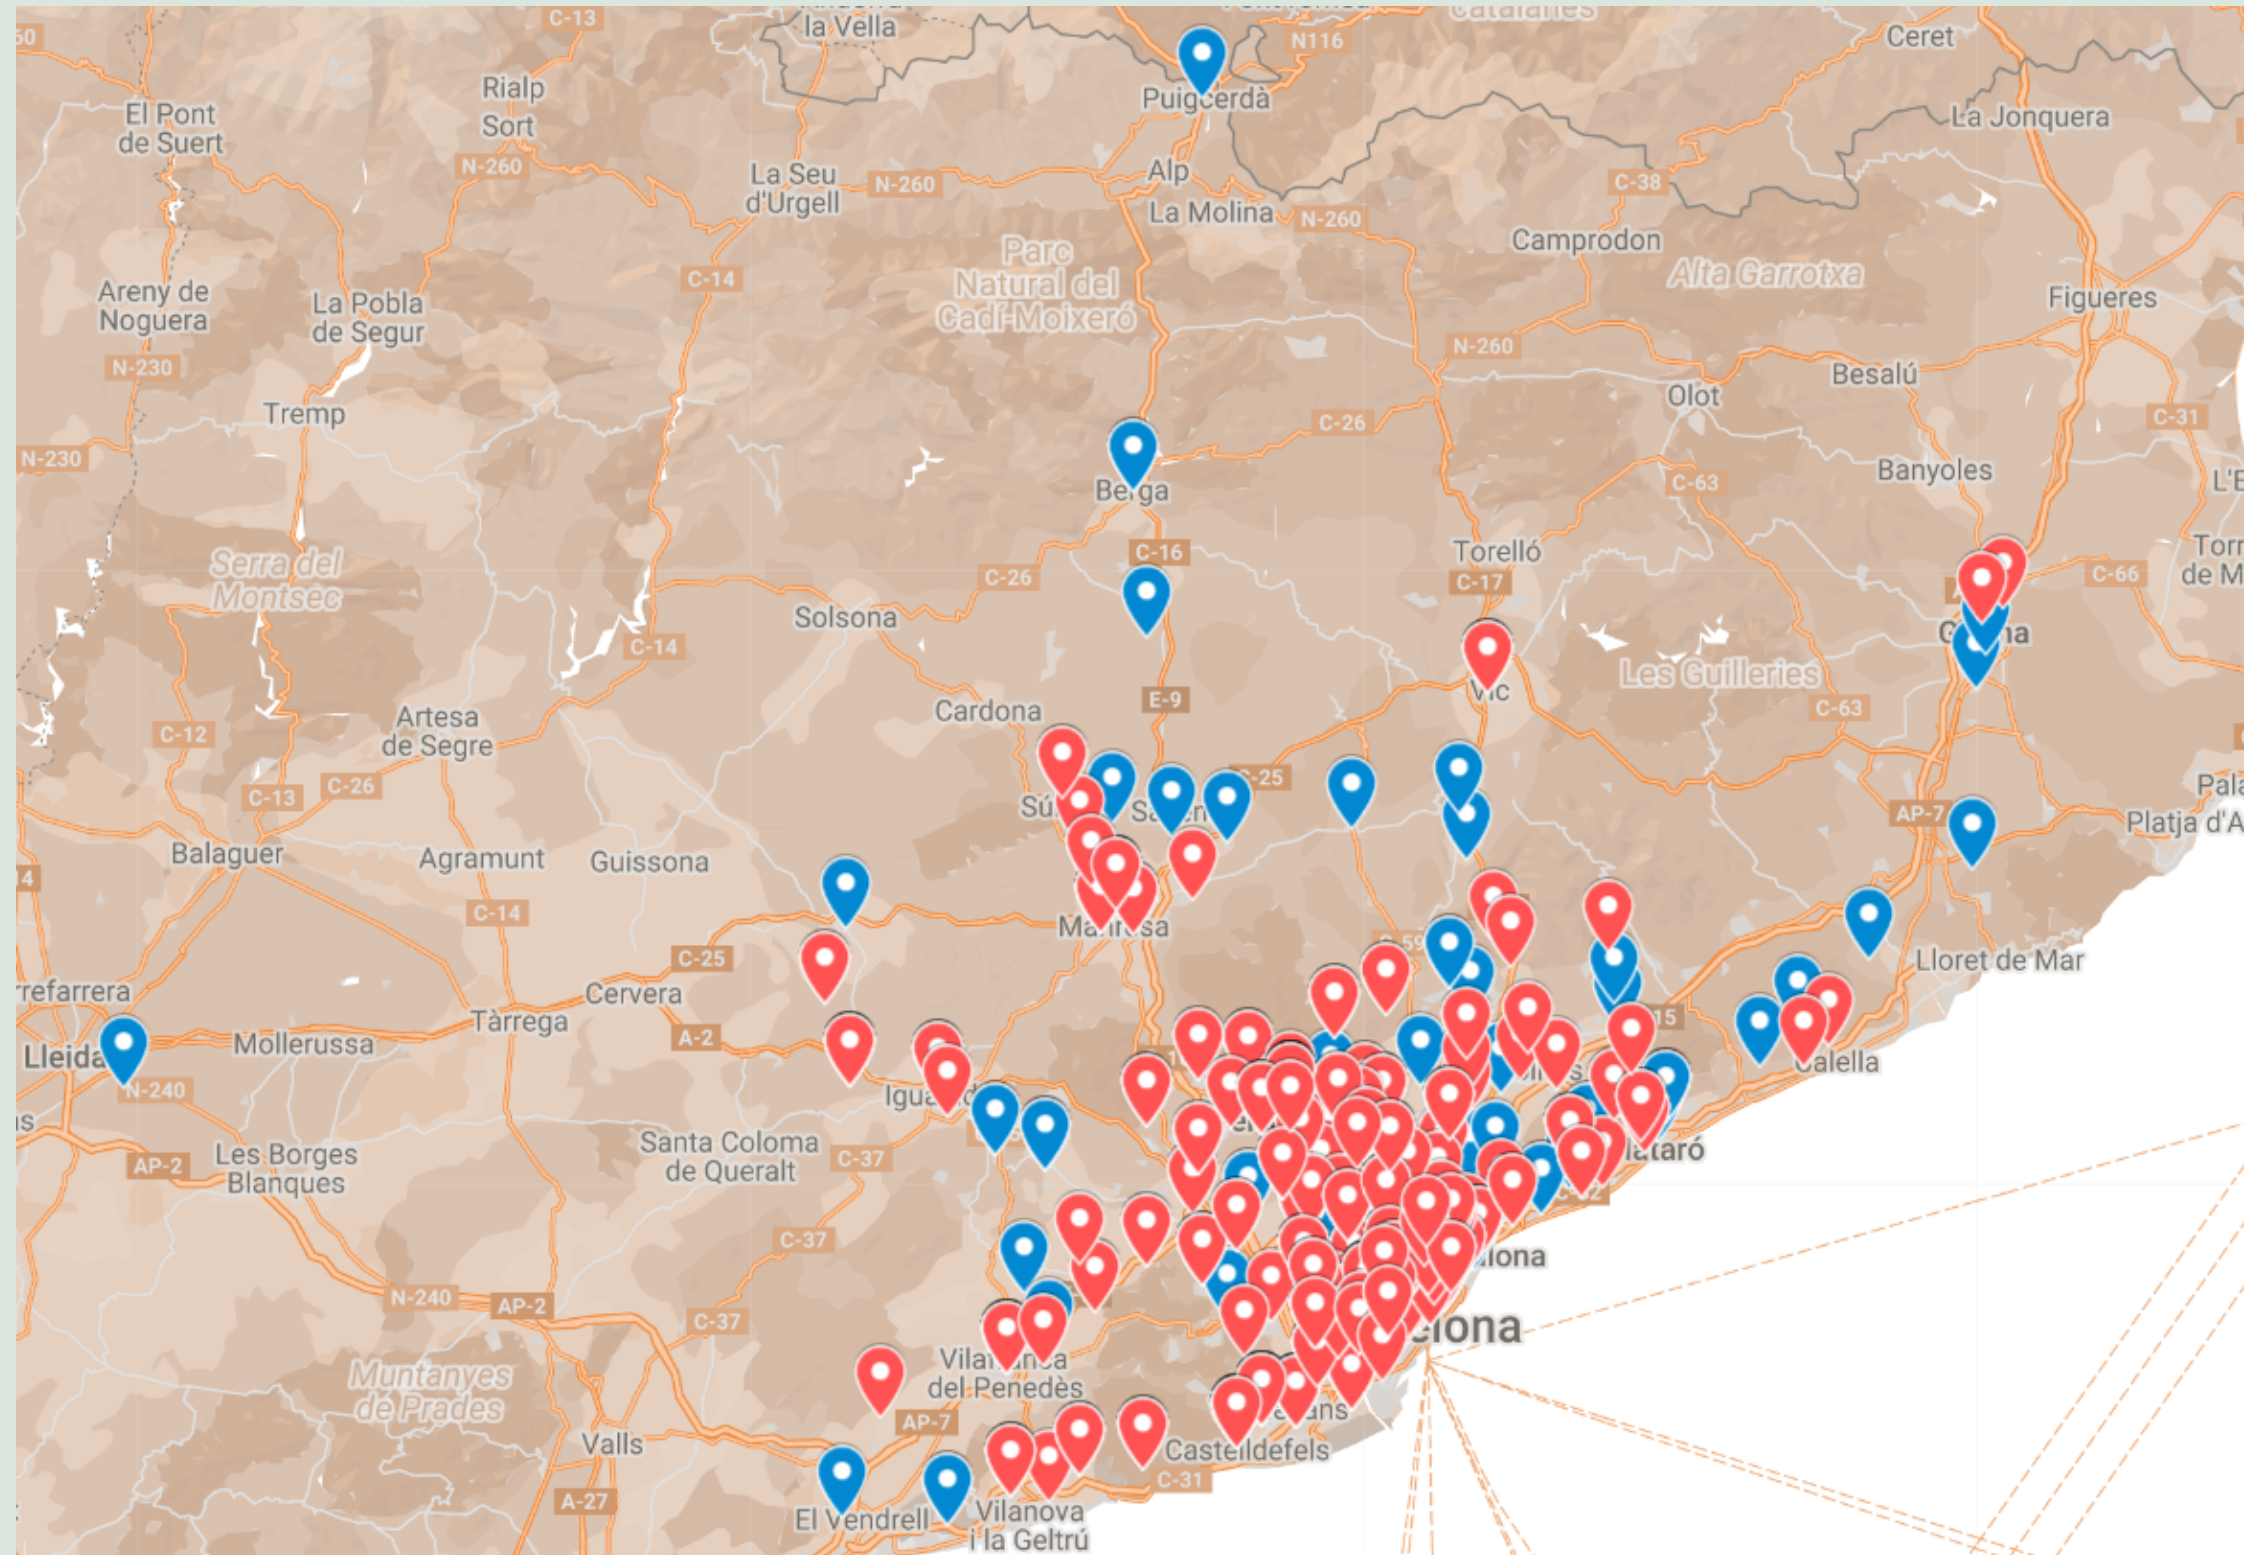 la Vella
C-13
60
N116
Ceret
Rialp
Sort
El Pont
de Suert
Puigcerdà
La Jonquera
N-260
La Seu
d'Urgell
N-260
Alp
La Molina
N-260
C-38
Camprodon
Parc
Natural del
Cadí-Moixeró
Alta Garrotxa
C-14
Areny de
Noguera
La Pobla
de Segur
Figueres
N-230
N-260
Besalú
Olot
Tremp
C-26
C-31
N-230
Banyoles
C-63
Berga
Torelló
C-16
C-26
C-17
C-66
Serra del
Montsec
Solsona
C-14
Les Guilleries
Vic
E-9
C-63
Cardona
Artesa
de Segre
C-12
C-26
C-13
C-25
AP-7
Platja d'A
Balaguer
Agramunt
Guissona
C-14
Manresa
C-59
C-25
Lloret de Mar
Cervera
Tàrrega
Mollerussa
A-2
Lleida
N-240
Calella
Santa Coloma
de Queralt
C-37
Les Borges
Blanques
AP-2
C-37
N-240
AP-2
C-37
Vilafranca
del Penedès
Muntanyes
de Prades
AP-7
Valls
Castelldefels
C-31
A-27
El Vendrell
Vilanova
i la Geltrú